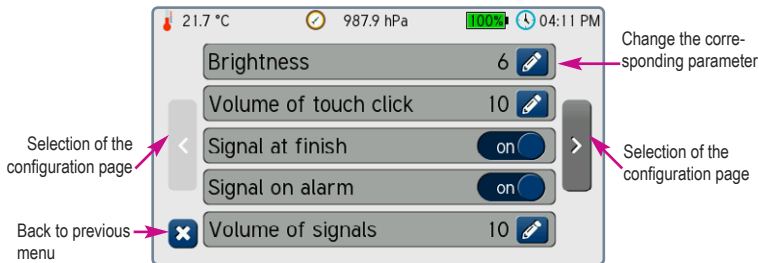 21.7 °C 987.9 hPa 100% 04:11 PM
Brightness 6
Change the corre-
sponding parameter
Volume of touch click 10
Selection of the
configuration page
Signal at finish on
Selection of the
configuration page
Signal on alarm on
Back to previous
menu
Volume of signals 10